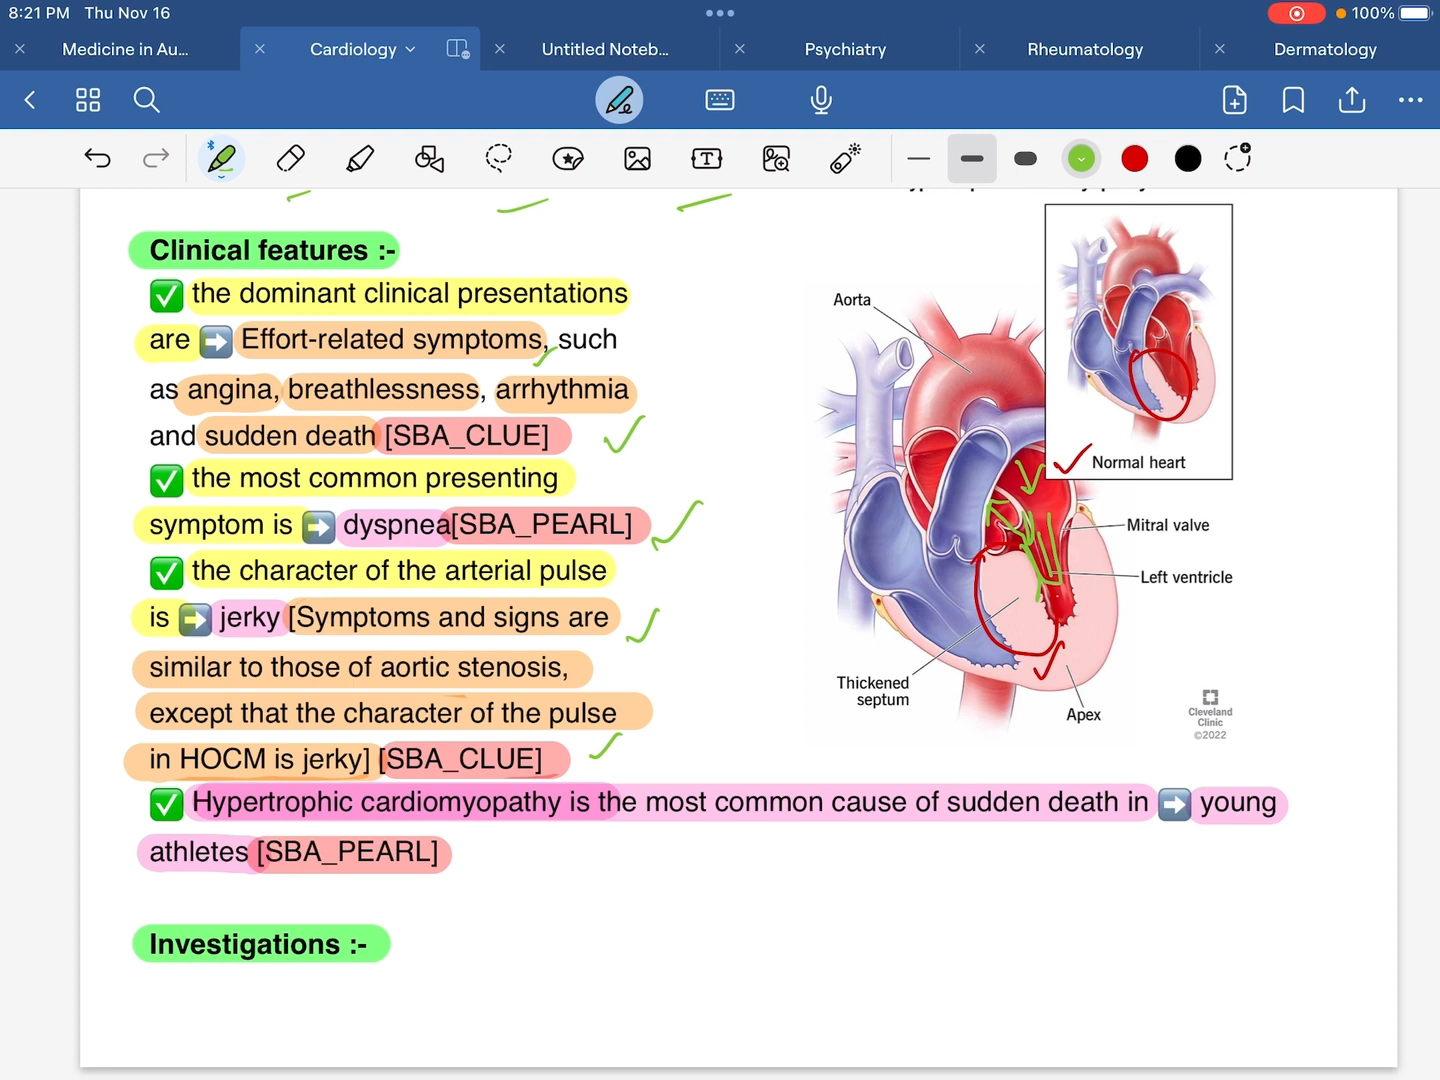 8:21 PM Thu Nov 16
100%
Medicine in Au...
Cardiology
Untitled Noteb...
Psychiatry
Rheumatology
Dermatology
Clinical features :-
✅ the dominant clinical presentations
are ➡️ Effort-related symptoms, such
as angina, breathlessness, arrhythmia
and sudden death [SBA_CLUE]
✅ the most common presenting
symptom is ➡️ dyspnea[SBA_PEARL]
✅ the character of the arterial pulse
is ➡️ jerky [Symptoms and signs are
similar to those of aortic stenosis,
except that the character of the pulse
in HOCM is jerky] [SBA_CLUE]
✅ Hypertrophic cardiomyopathy is the most common cause of sudden death in ➡️ young
athletes [SBA_PEARL]
Investigations :-
Aorta
Normal heart
Mitral valve
Left ventricle
Thickened
septum
Apex
Cleveland
Clinic
©2022